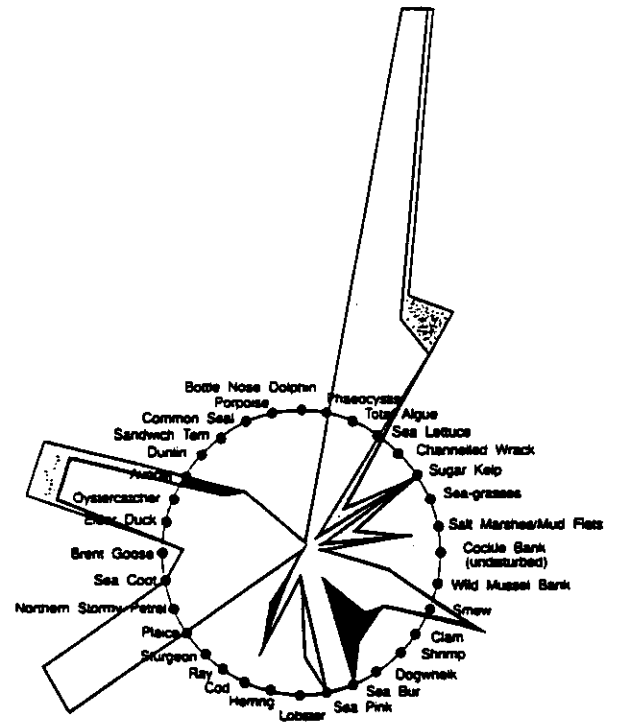 Bottle Nose Dolphin
Phaeocystis
Porpoise
Total Algue
Common Seal
Sea Lettuce
Sandwich Tern
Channelled Wrack
Dunlin
Sugar Kelp
Avocet
Sea-grasses
Oystercatcher
Eider Duck
Salt Marshes/Mud Flats
Brent Goose
Cockle Bank
(undisturbed)
Sea Coot
Wild Mussel Bank
Northern Stormy Petrel
Smew
Plaice
Clam
Sturgeon
Shrimp
Ray
Dogwhelk
Cod
Sea Bur
Herring
Sea Pink
Lobster